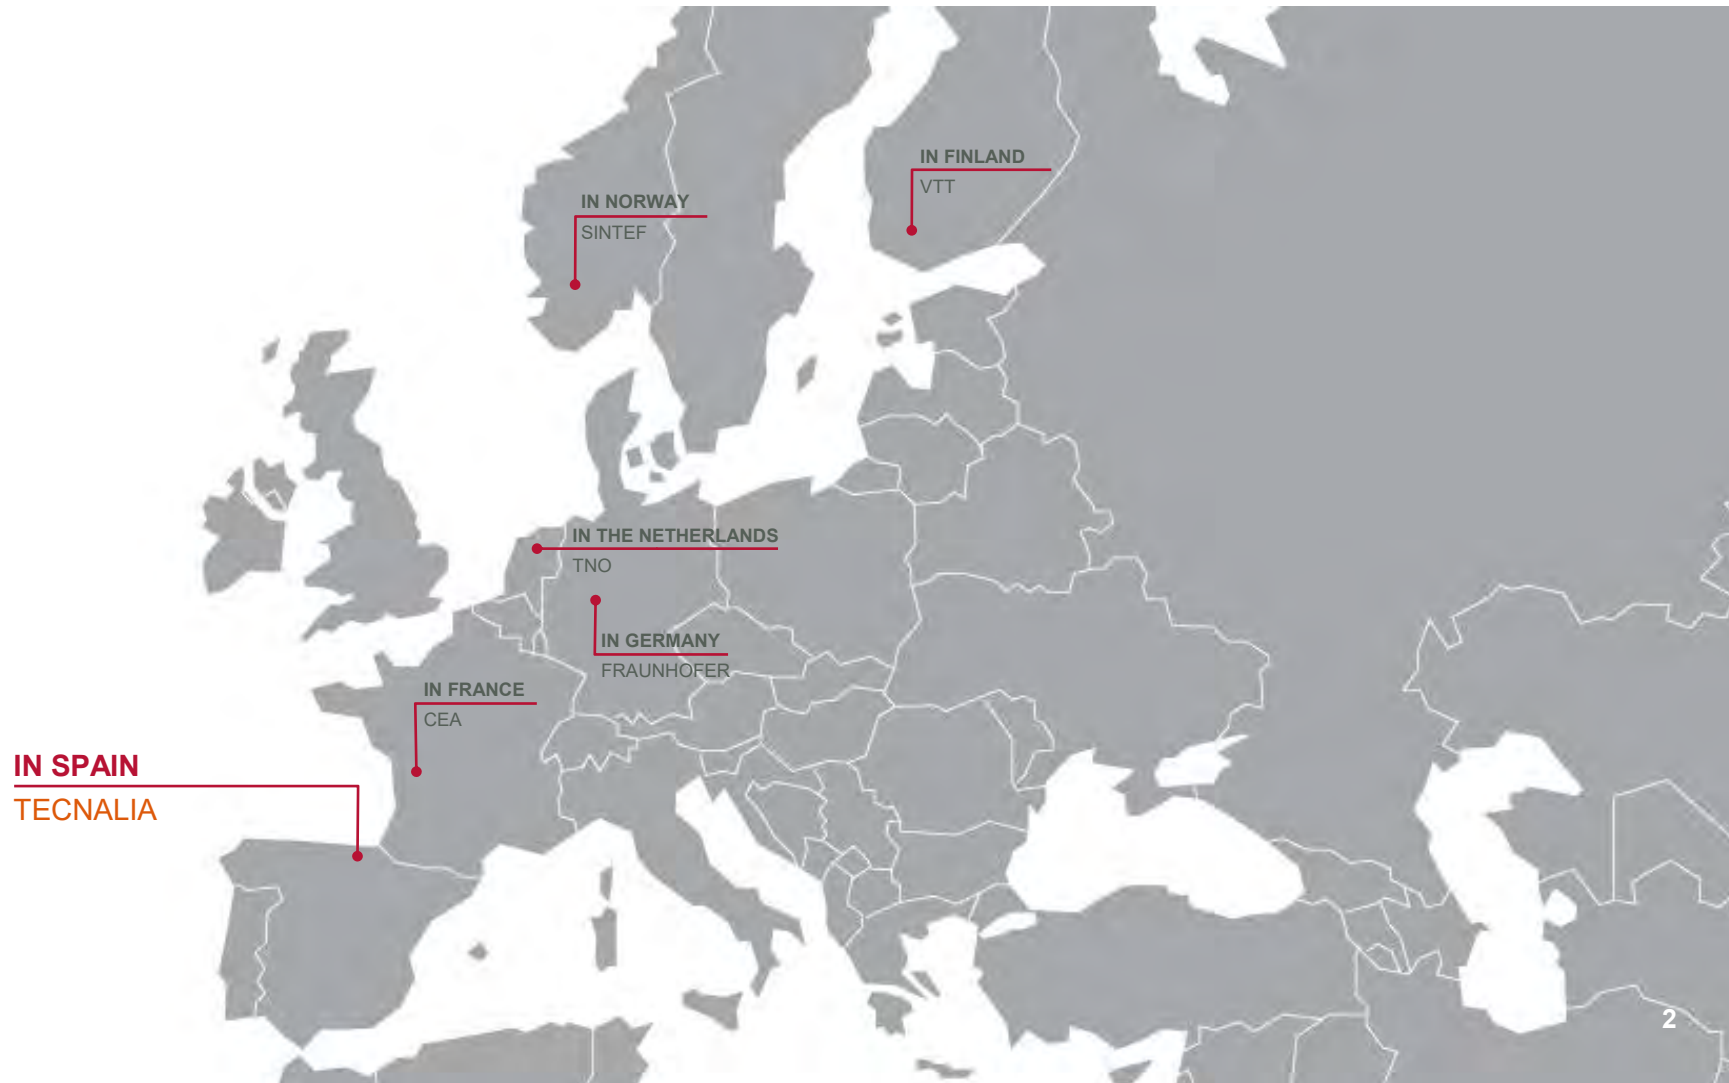 IN FINLAND
VTT
IN NORWAY
SINTEF
IN THE NETHERLANDS
TNO
IN GERMANY
FRAUNHOFER
IN FRANCE
CEA
IN SPAIN
TECNALIA
2